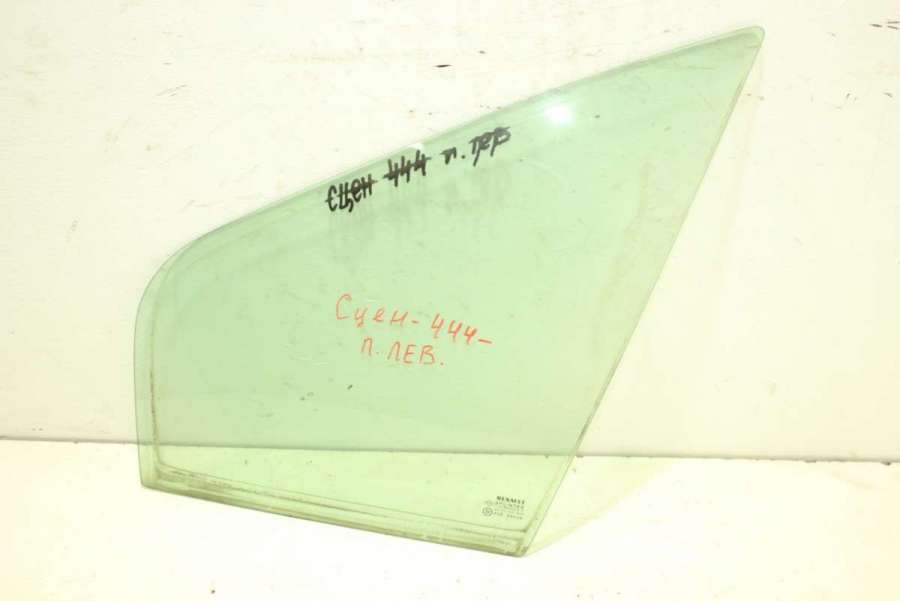 сцен 444 п. лев
Сцен-444-
п. ЛЕВ.
RENAULT